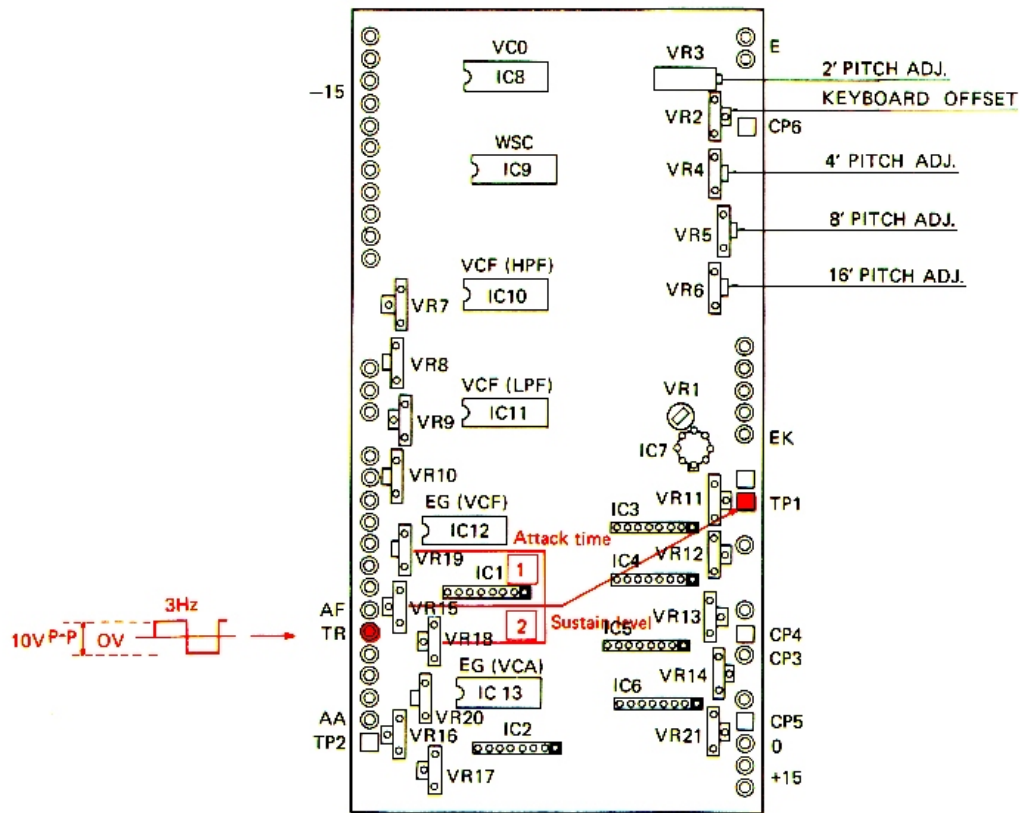 VCO
IC8
VR3
E
2' PITCH ADJ.
-15
KEYBOARD OFFSET
VR2
CP6
WSC
IC9
VR4
4' PITCH ADJ.
VR5
8' PITCH ADJ.
VCF (HPF)
IC10
VR6
16' PITCH ADJ.
VR7
VR8
VCF (LPF)
IC11
VR1
VR9
EK
IC7
VR10
VR11
TP1
EG (VCF)
IC12
IC3
Attack time
VR19
VR12
IC1
1
IC4
3Hz
AF
VR15
VR13
10V P-P
0V
TR
VR18
2
Sustain level
CP4
IC5
CP3
EG (VCA)
IC 13
VR14
IC6
AA
VR20
CP5
TP2
VR16
IC2
VR21
0
VR17
+15